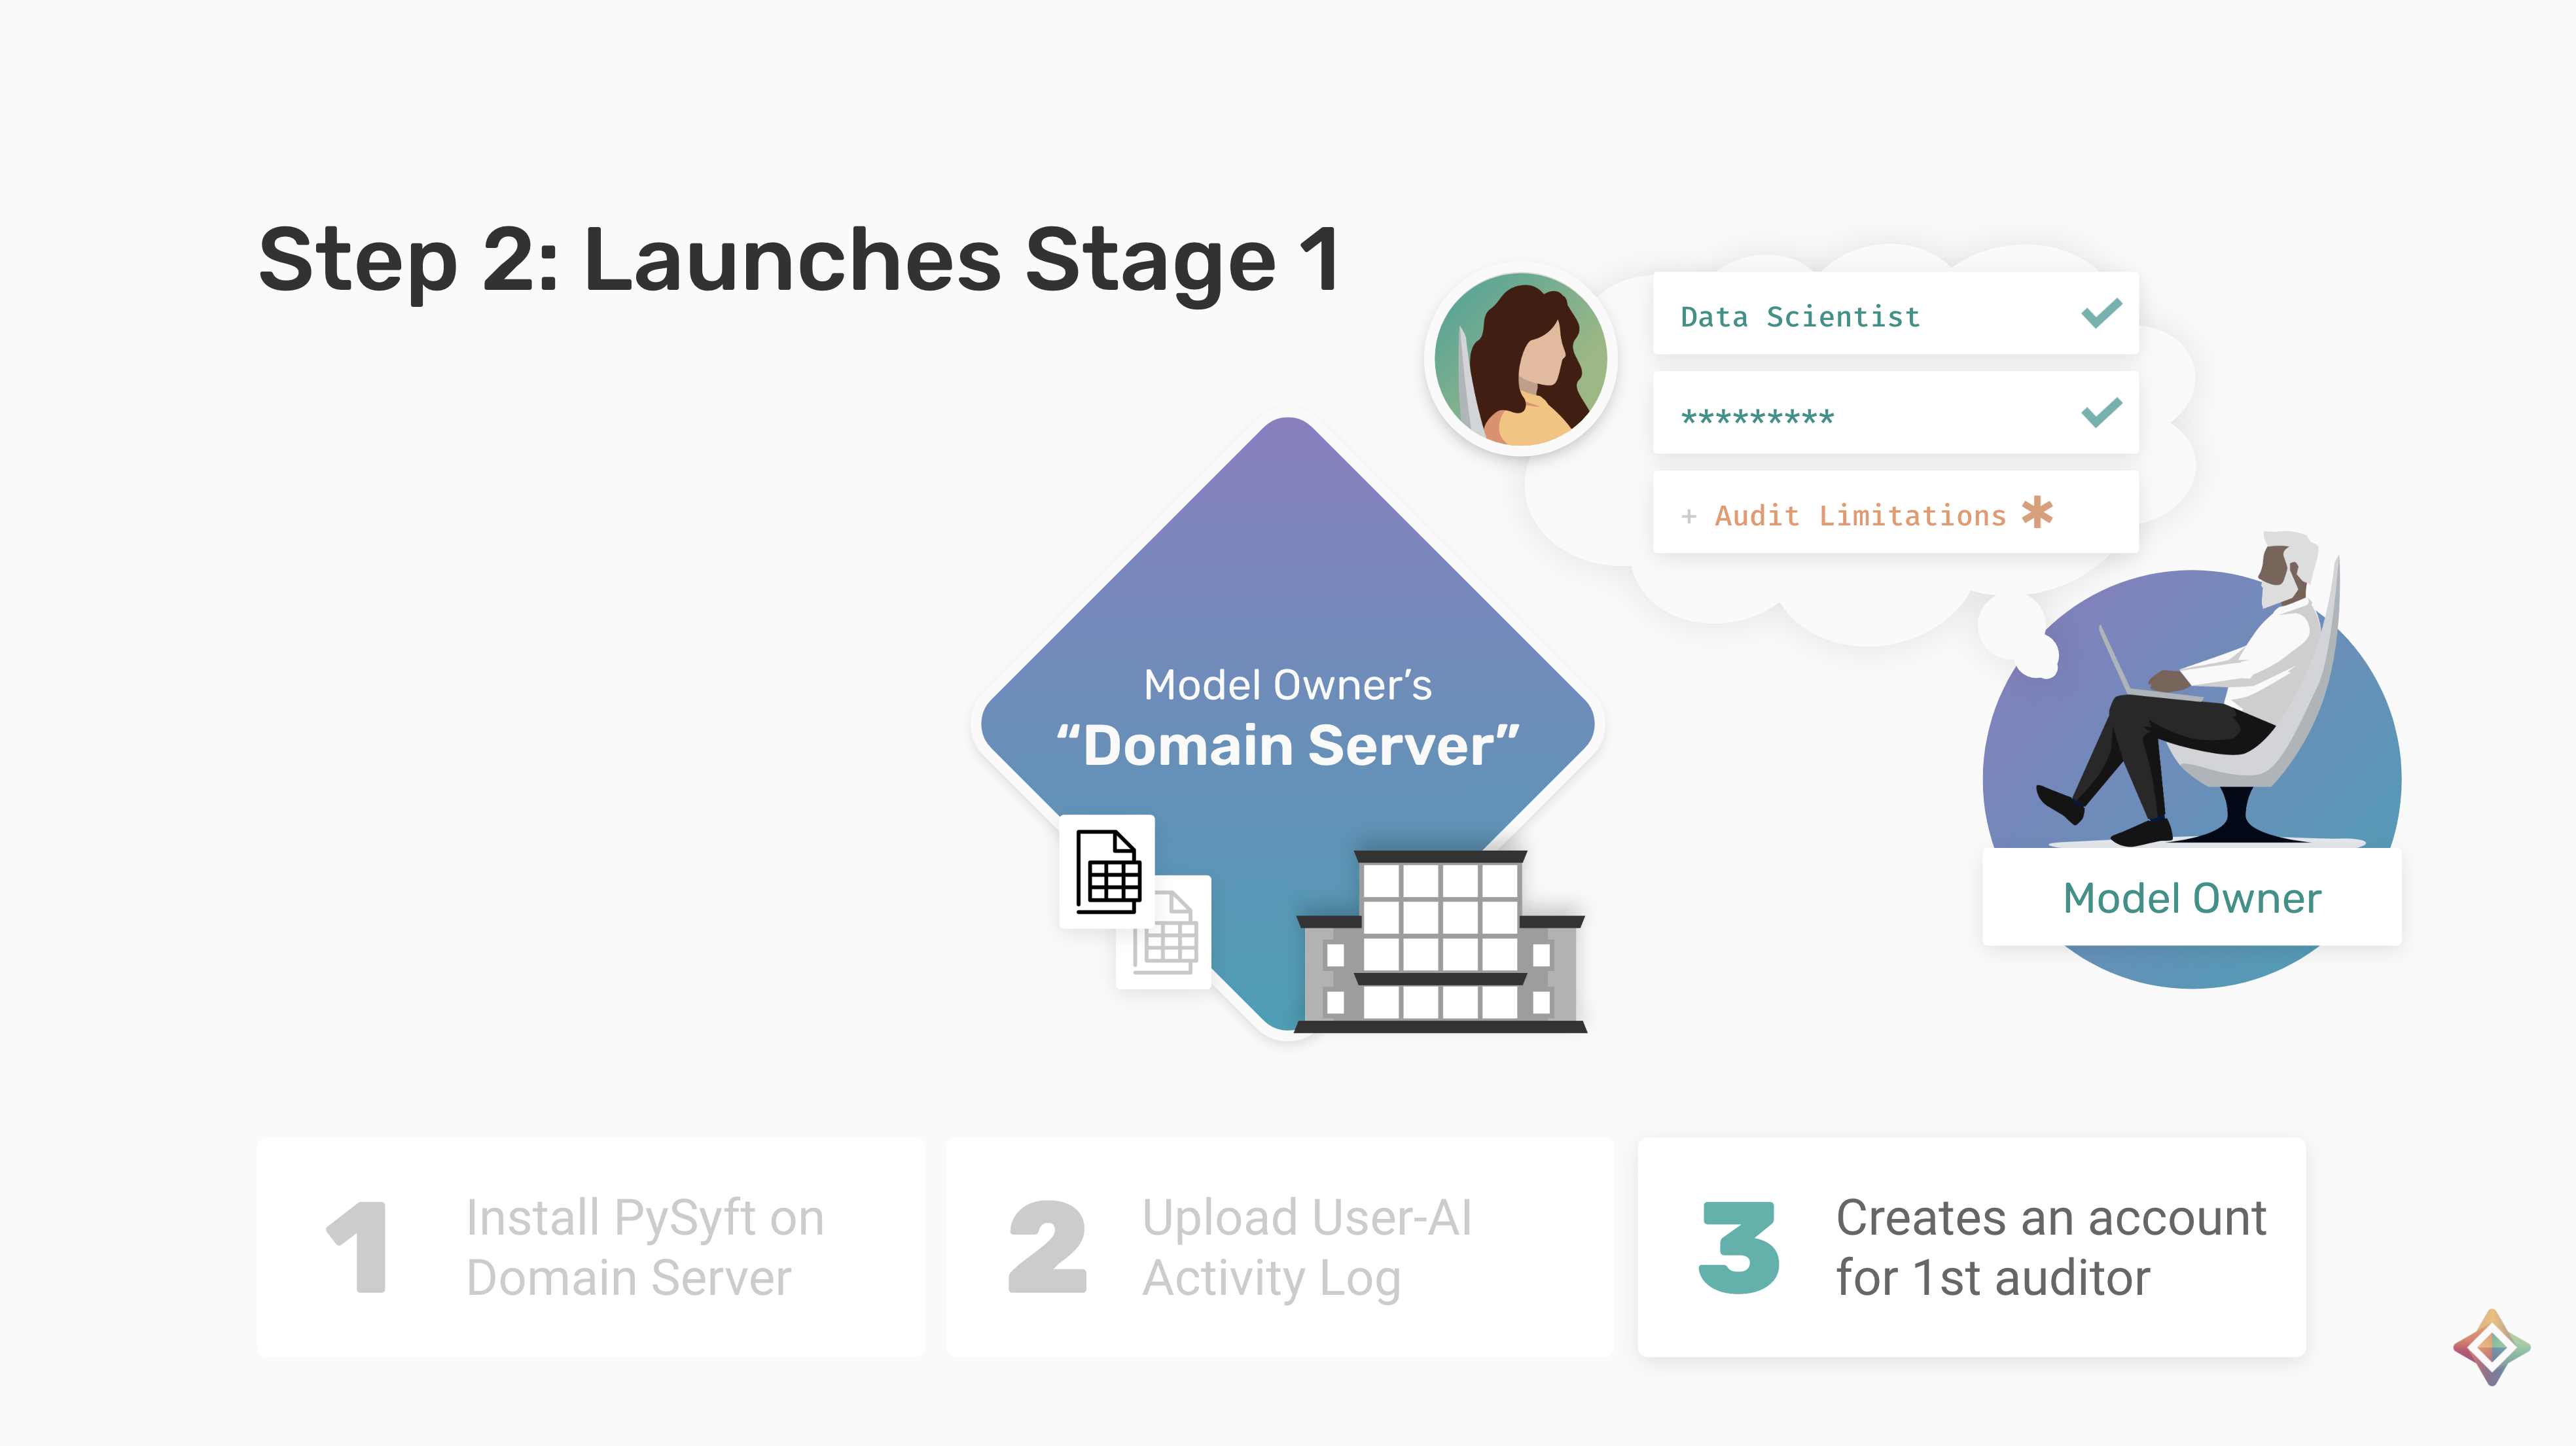 Step 2: Launches Stage 1
Data Scientist
*********
+ Audit Limitations *
Model Owner’s
“Domain Server”
Model Owner
1
Install PySyft on
Domain Server
2
Upload User-AI
Activity Log
3
Creates an account
for 1st auditor